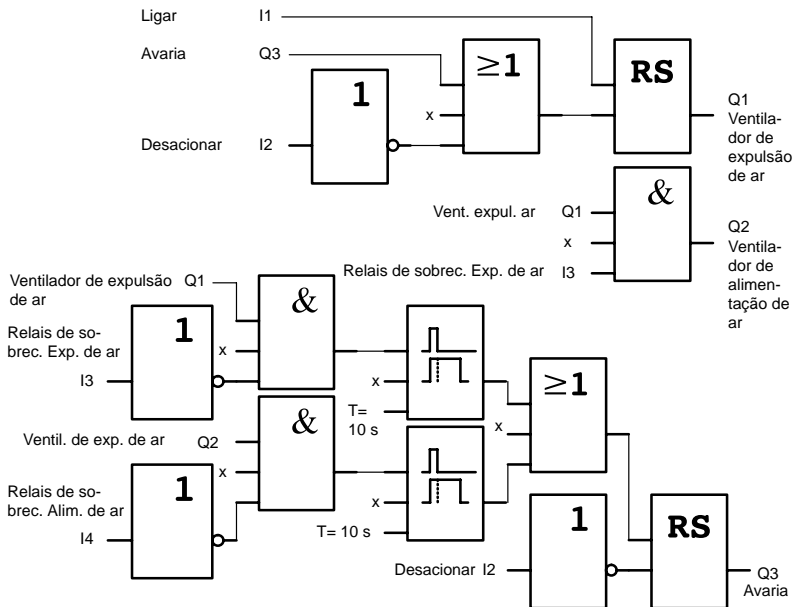 Ligar I1
Avaria Q3
1
≥1
RS
x
Desacionar I2
Q1
Ventila-
dor de
expulsão
de ar
&
Vent. expul. ar Q1
x
Relais de sobrec. Exp. de ar I3
Q2
Ventila-
dor de
alimen-
tação de
ar
Ventilador de expulsão Q1
de ar
&
Relais de so-
brec. Exp. de ar
1
x
I3
x
T=
10 s
≥1
x
Ventil. de exp. de ar Q2
&
x
Relais de so-
brec. Alim. de ar
1
I4
x
T= 10 s
1
RS
Desacionar I2
Q3
Avaria